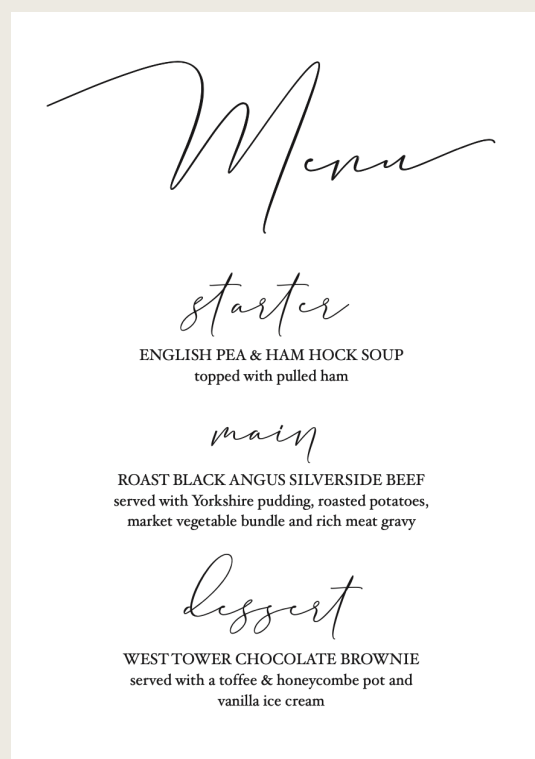 Menu
starter
ENGLISH PEA & HAM HOCK SOUP
topped with pulled ham
main
ROAST BLACK ANGUS SILVERSIDE BEEF
served with Yorkshire pudding, roasted potatoes,
market vegetable bundle and rich meat gravy
dessert
WEST TOWER CHOCOLATE BROWNIE
served with a toffee & honeycombe pot and
vanilla ice cream